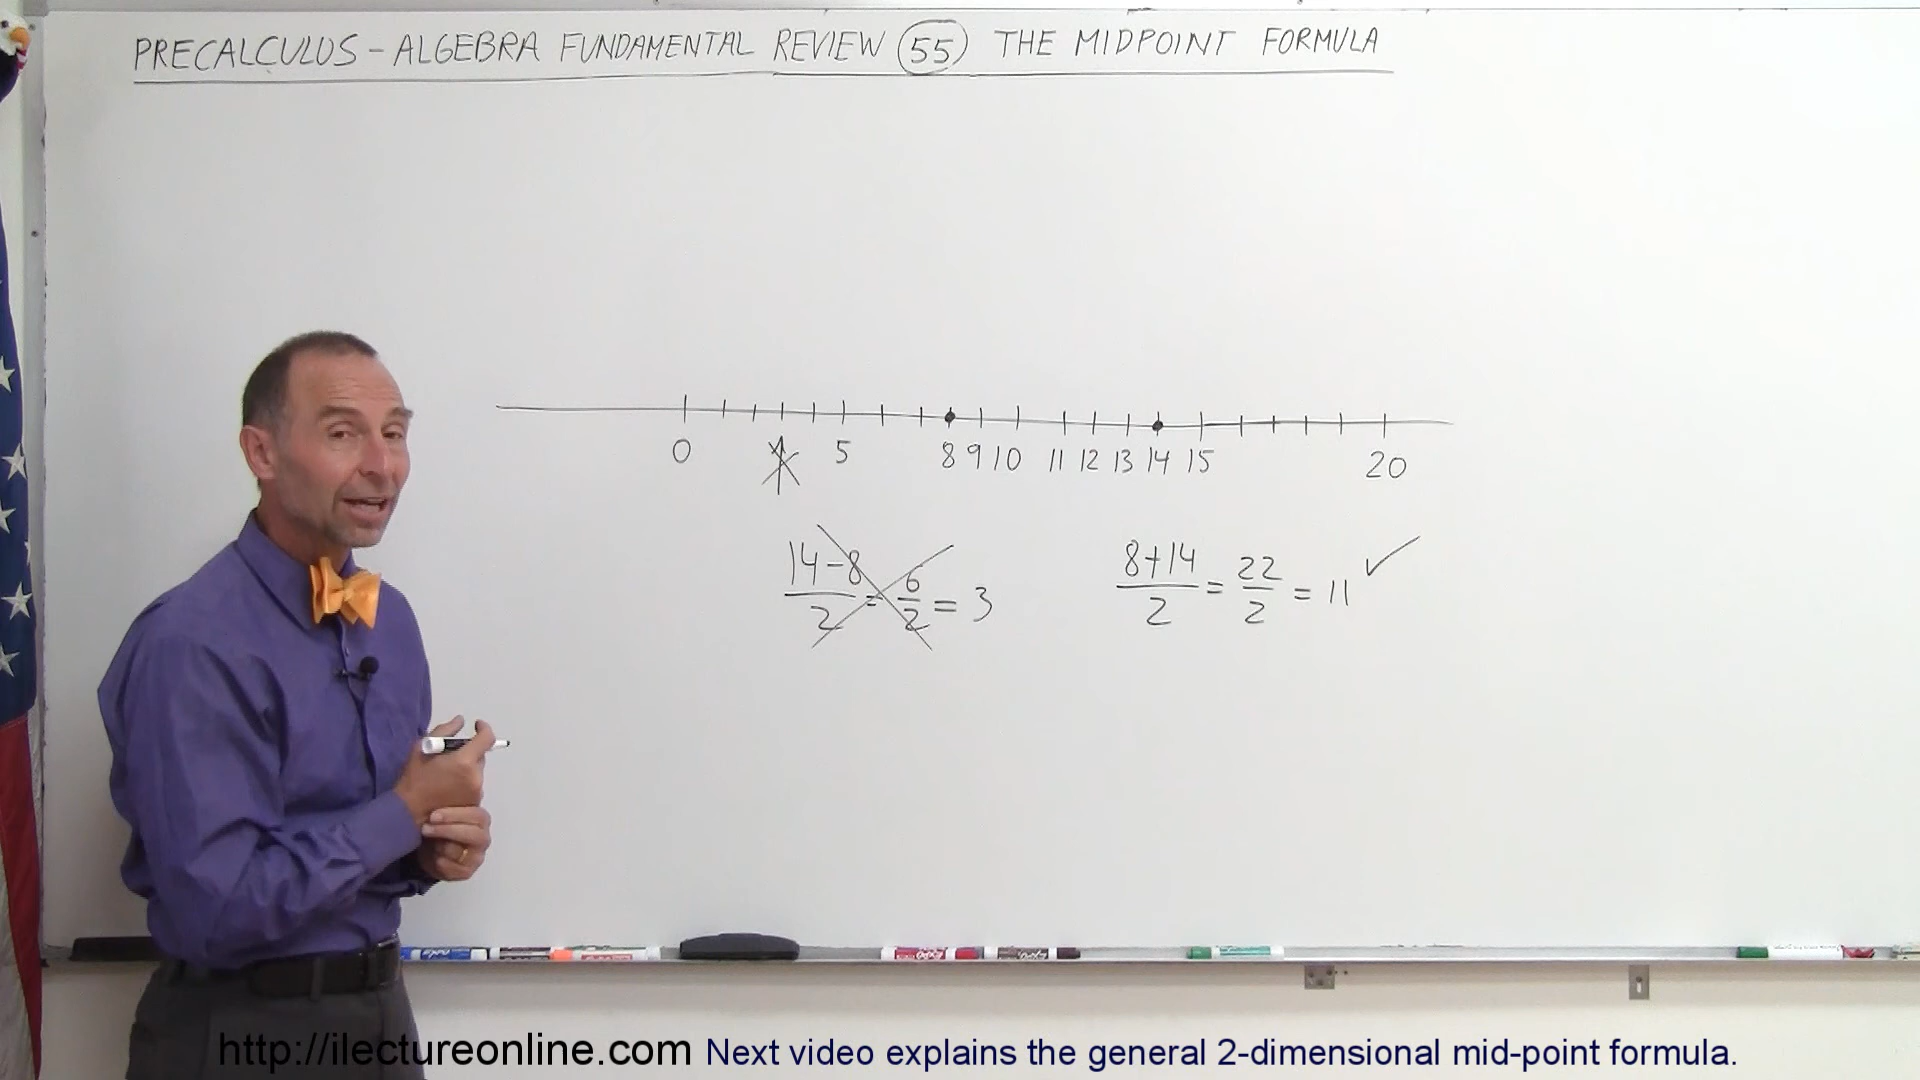 PRECALCULUS - ALGEBRA FUNDAMENTAL REVIEW 55 THE MIDPOINT FORMULA
0 5 8 9 10 11 12 13 14 15 20
14-8/2 = 6/2 = 3
8+14/2 = 22/2 = 11 ✓
http://ilectureonline.com Next video explains the general 2-dimensional mid-point formula.